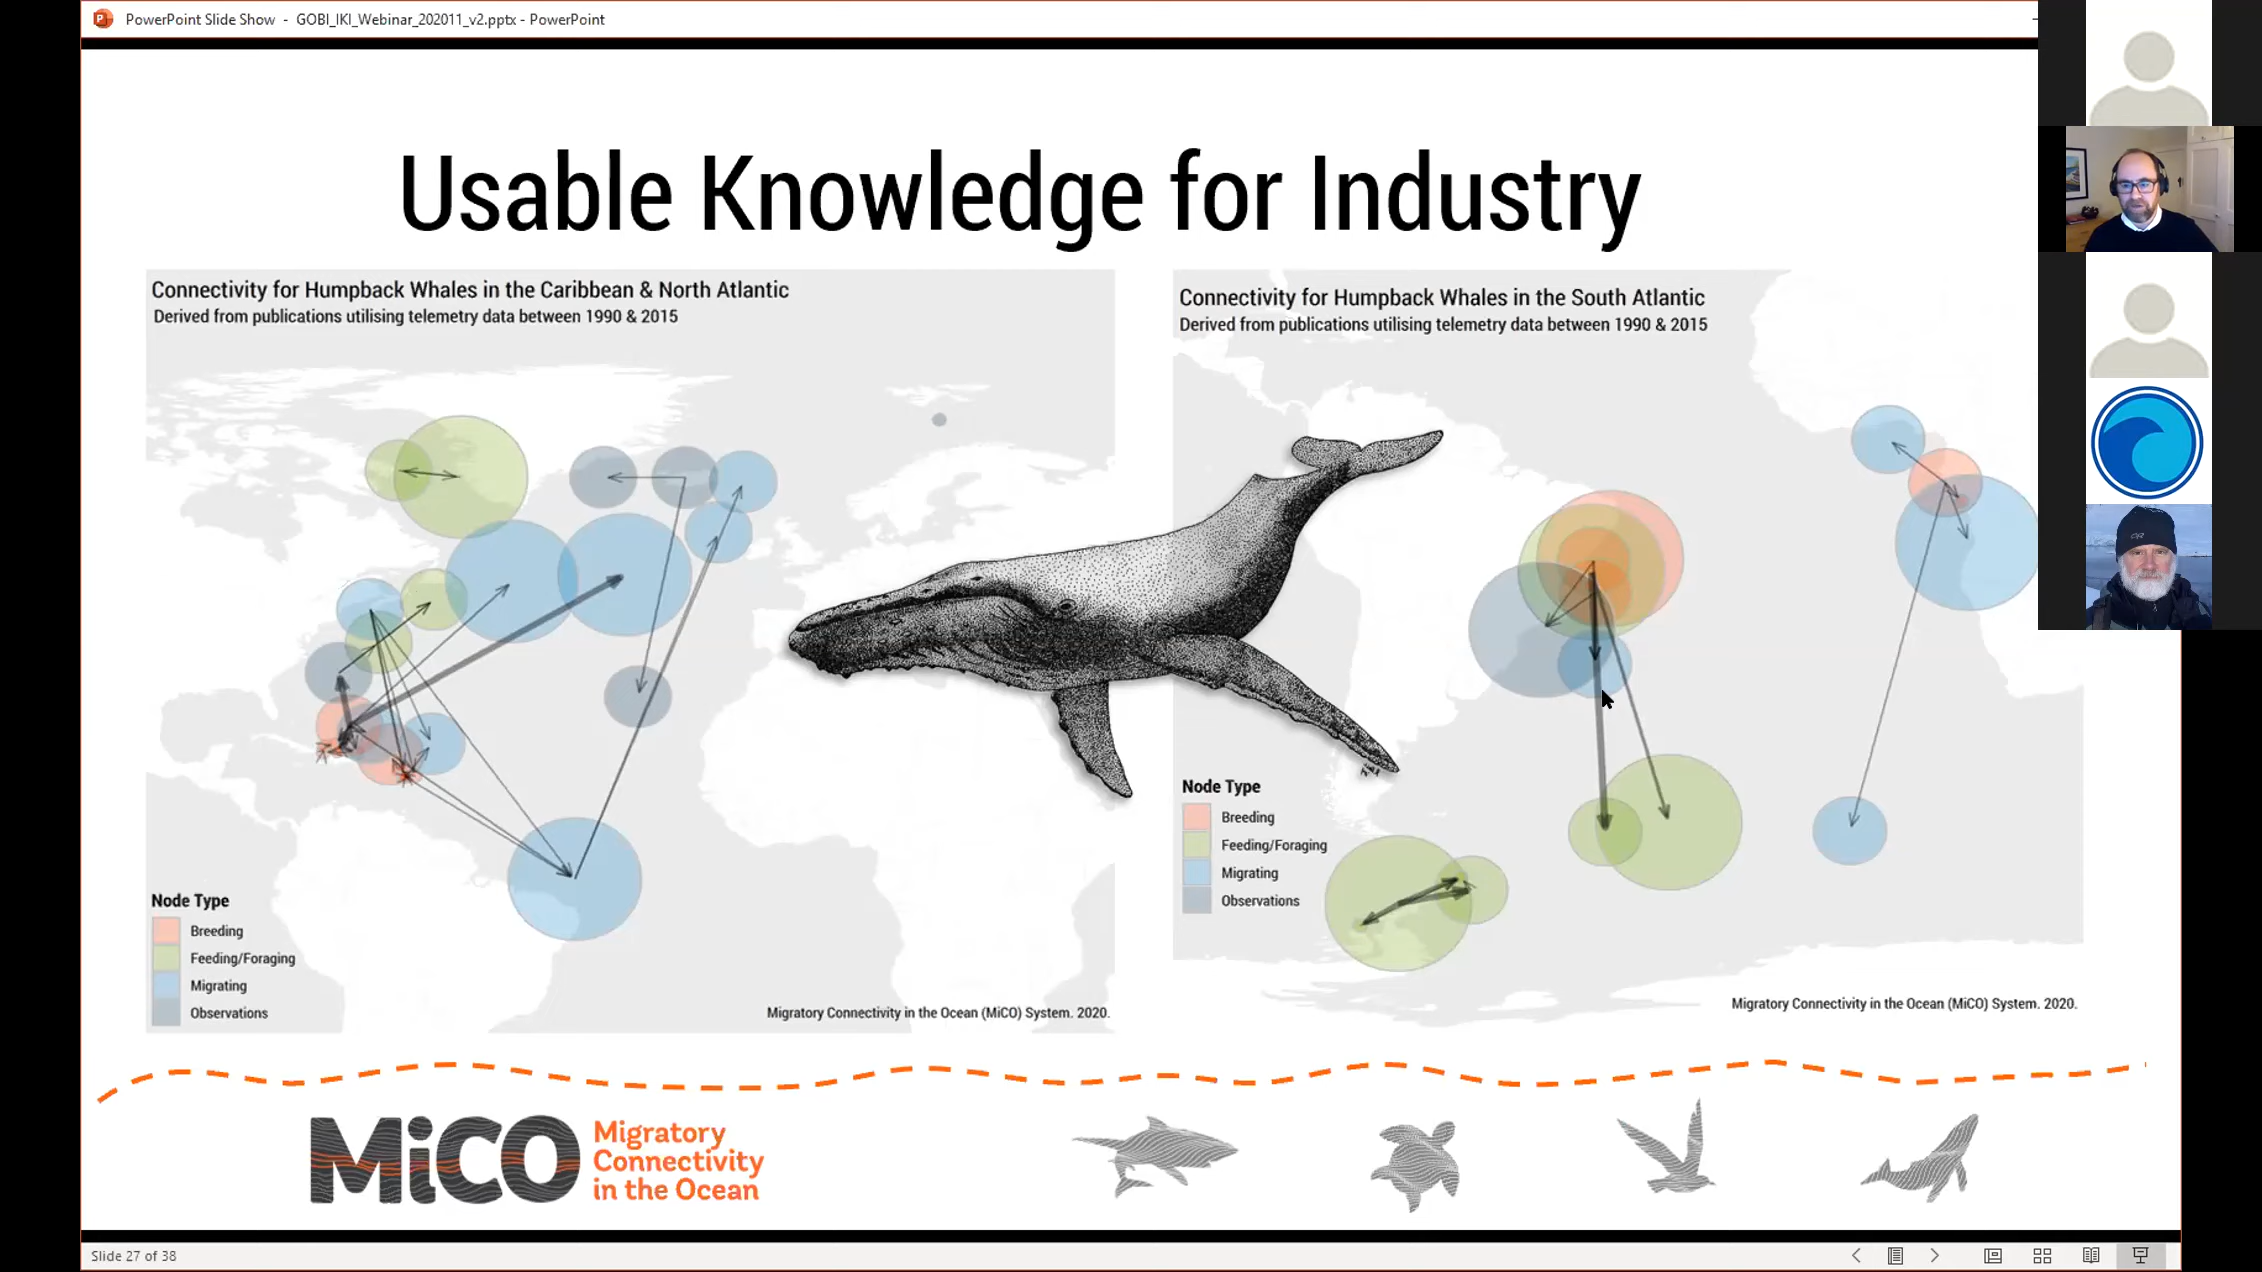 PowerPoint Slide Show - GOBI_IKI_Webinar_202011_v2.pptx - PowerPoint
Usable Knowledge for Industry
Connectivity for Humpback Whales in the Caribbean & North Atlantic
Derived from publications utilising telemetry data between 1990 & 2015
Node Type
Breeding
Feeding/Foraging
Migrating
Observations
Migratory Connectivity in the Ocean (MiCO) System. 2020.
Connectivity for Humpback Whales in the South Atlantic
Derived from publications utilising telemetry data between 1990 & 2015
Node Type
Breeding
Feeding/Foraging
Migrating
Observations
Migratory Connectivity in the Ocean (MiCO) System. 2020.
MiCO
Migratory
Connectivity
in the Ocean
Slide 27 of 38